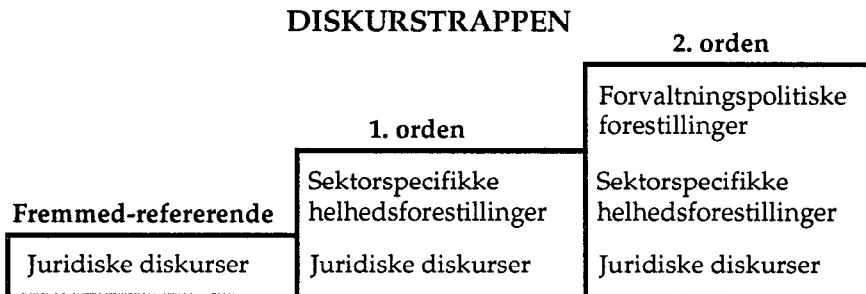 DISKURSTRAPPEN
2. orden
Forvaltningspolitiske
forestillinger
1. orden
Sektorspecifikke
helhedsforestillinger
Sektorspecifikke
helhedsforestillinger
Fremmed-refererende
Juridiske diskurser
Juridiske diskurser
Juridiske diskurser